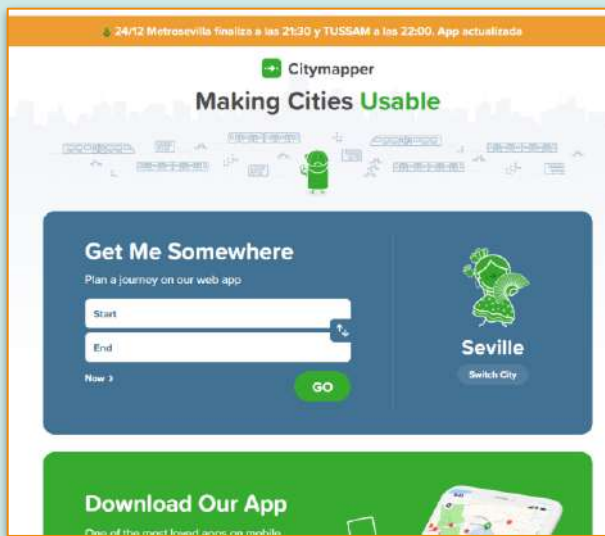 24/12 Metrosevilla finaliza a las 21:30 y TUSSAM a las 22:00. App actualizada
Citymapper
Making Cities Usable
Get Me Somewhere
Plan a journey on our web app
Start
End
Now >
GO
Seville
Switch City
Download Our App
One of the most loved apps on mobile